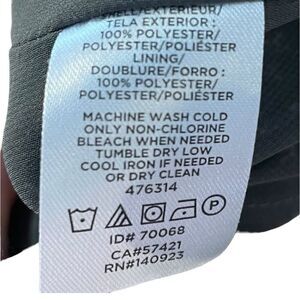 SHELL/EXTERIEUR/
TELA EXTERIOR :
100% POLYESTER/
POLYESTER/POLIÉSTER
LINING/
DOUBLURE/FORRO :
100% POLYESTER/
POLYESTER/POLIÉSTER
MACHINE WASH COLD
ONLY NON-CHLORINE
BLEACH WHEN NEEDED
TUMBLE DRY LOW
COOL IRON IF NEEDED
OR DRY CLEAN
476314
P
ID# 70068
CA#57421
RN#140923